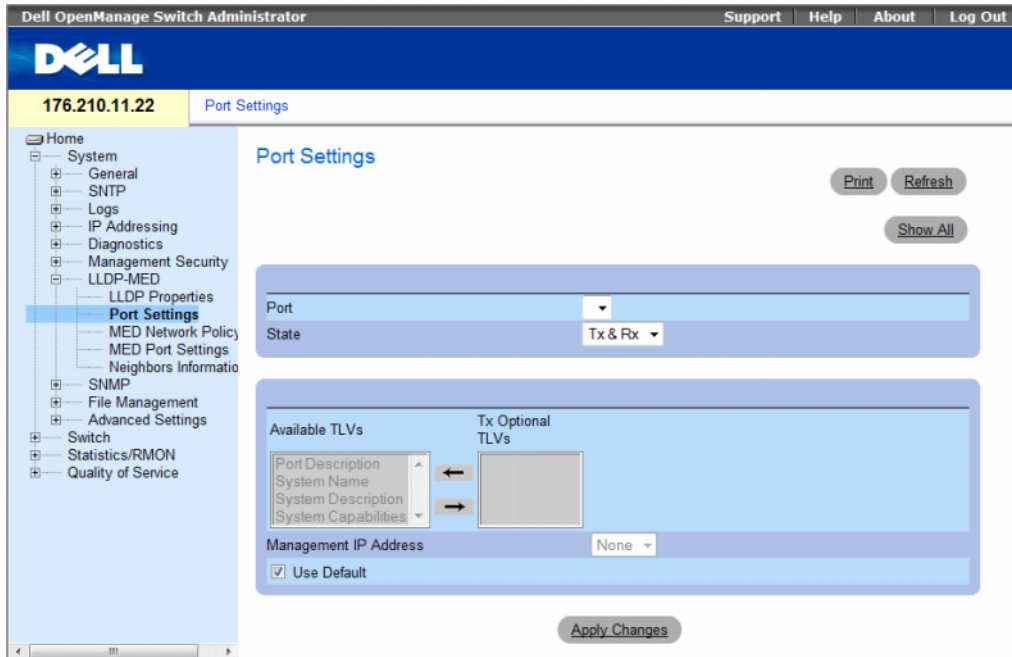 Dell OpenManage Switch Administrator
Support Help About Log Out
DELL
176.210.11.22
Port Settings
Home
System
General
SNTP
Logs
IP Addressing
Diagnostics
Management Security
LLDP-MED
LLDP Properties
Port Settings
MED Network Policy
MED Port Settings
Neighbors Informatio
SNMP
File Management
Advanced Settings
Switch
Statistics/RMON
Quality of Service
Port Settings
Print Refresh
Show All
Port
State Tx & Rx
Available TLVs
Tx Optional
TLVs
Port Description
System Name
System Description
System Capabilities
Management IP Address None
Use Default
Apply Changes